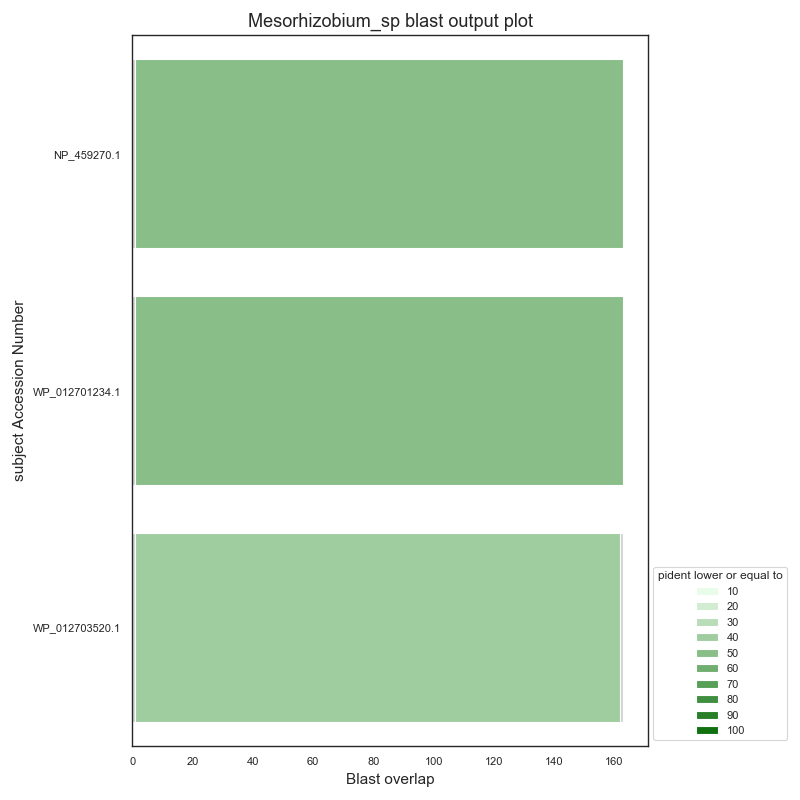 Mesorhizobium_sp blast output plot
subject Accession Number
NP_459270.1
WP_012701234.1
WP_012703520.1
0 20 40 60 80 100 120 140 160
Blast overlap
pident lower or equal to
10
20
30
40
50
60
70
80
90
100